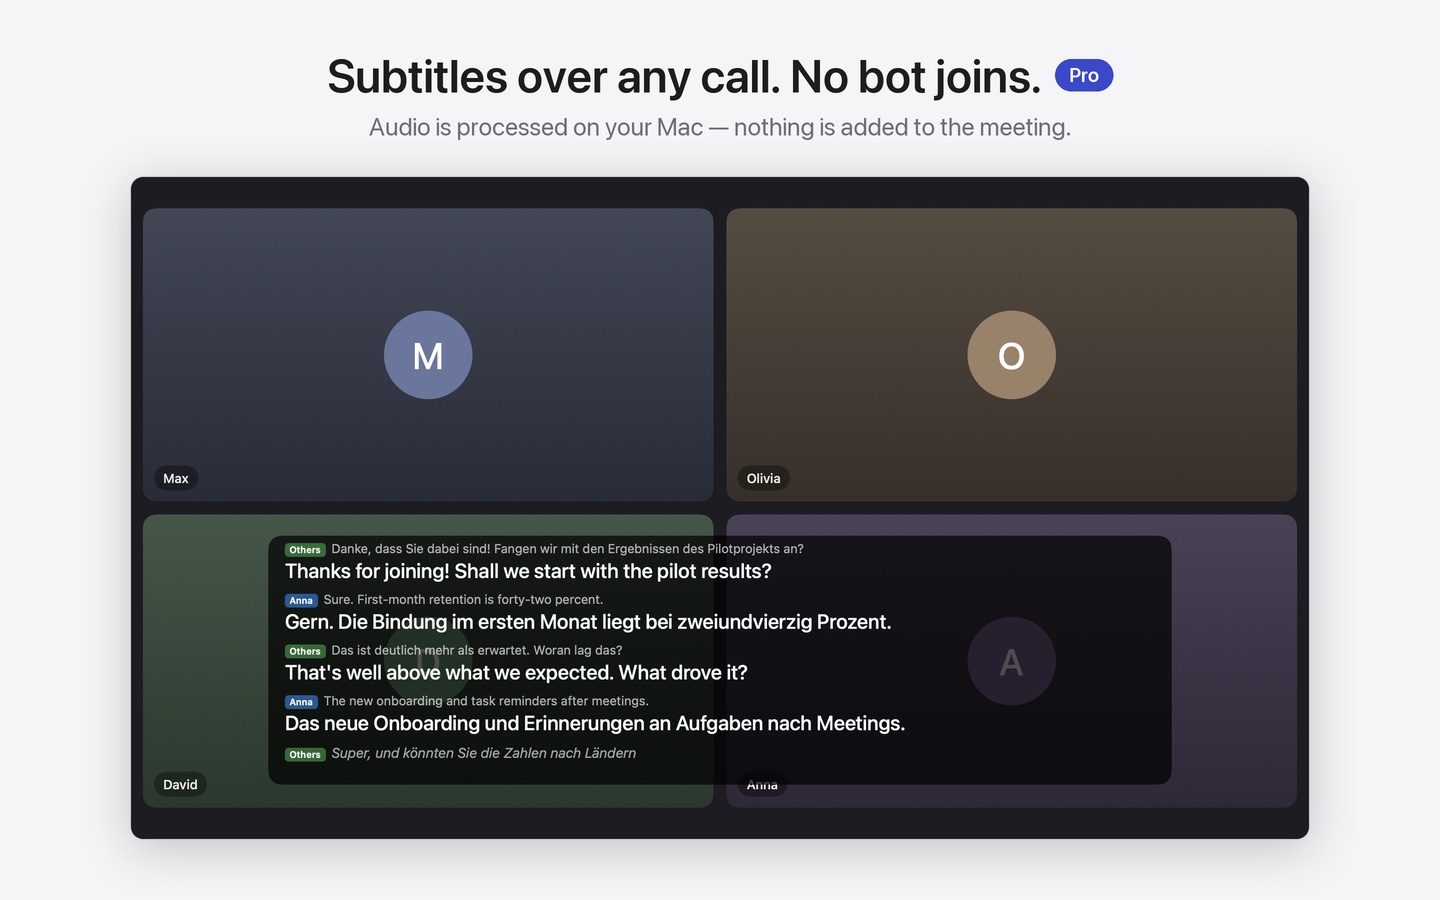 Subtitles over any call. No bot joins. Pro
Audio is processed on your Mac — nothing is added to the meeting.
M
O
Max
Olivia
Others Danke, dass Sie dabei sind! Fangen wir mit den Ergebnissen des Pilotprojekts an?
Thanks for joining! Shall we start with the pilot results?
Anna Sure. First-month retention is forty-two percent.
Gern. Die Bindung im ersten Monat liegt bei zweiundvierzig Prozent.
Others Das ist deutlich mehr als erwartet. Woran lag das?
D
A
That's well above what we expected. What drove it?
Anna The new onboarding and task reminders after meetings.
Das neue Onboarding und Erinnerungen an Aufgaben nach Meetings.
Others Super, und könnten Sie die Zahlen nach Ländern
David
Anna